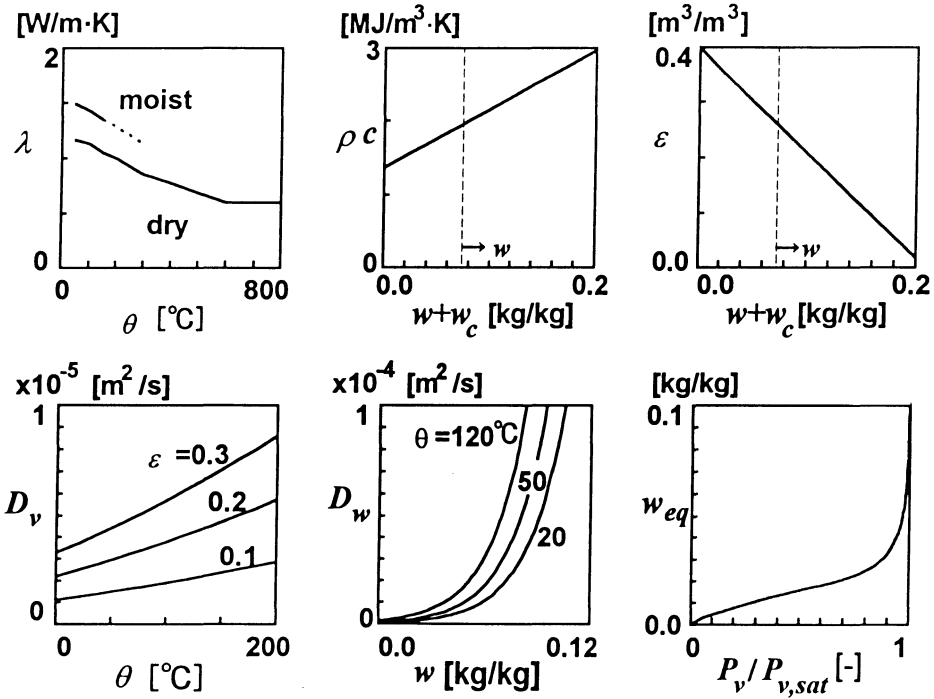 [W/m·K]
2
λ
moist
dry
0
0
800
θ [℃]
[MJ/m³·K]
3
ρc
→ w
0
0.0
0.2
w+w_c [kg/kg]
[m³/m³]
0.4
ε
→ w
0.0
0.0
0.2
w+w_c [kg/kg]
x10⁻⁵ [m²/s]
1
ε =0.3
0.2
D_v
0.1
0
0
200
θ [℃]
x10⁻⁴ [m²/s]
1
θ =120℃
50
D_w
20
0
0.0
0.12
w [kg/kg]
[kg/kg]
0.1
w_eq
0.0
0
1
P_v/P_v,sat [-]